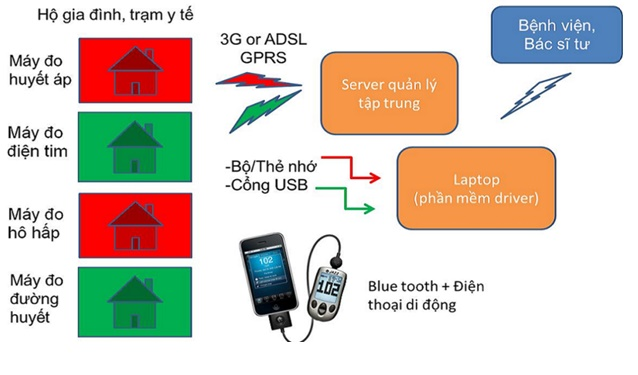 Hộ gia đình, trạm y tế
Máy đo
huyết áp
Máy đo
điện tim
Máy đo
hô hấp
Máy đo
đường
huyết
3G or ADSL
GPRS
Server quản lý
tập trung
Bệnh viện,
Bác sĩ tư
-Bộ/Thẻ nhớ
-Cổng USB
Laptop
(phần mềm driver)
102
102
Blue tooth + Điện
thoại di động